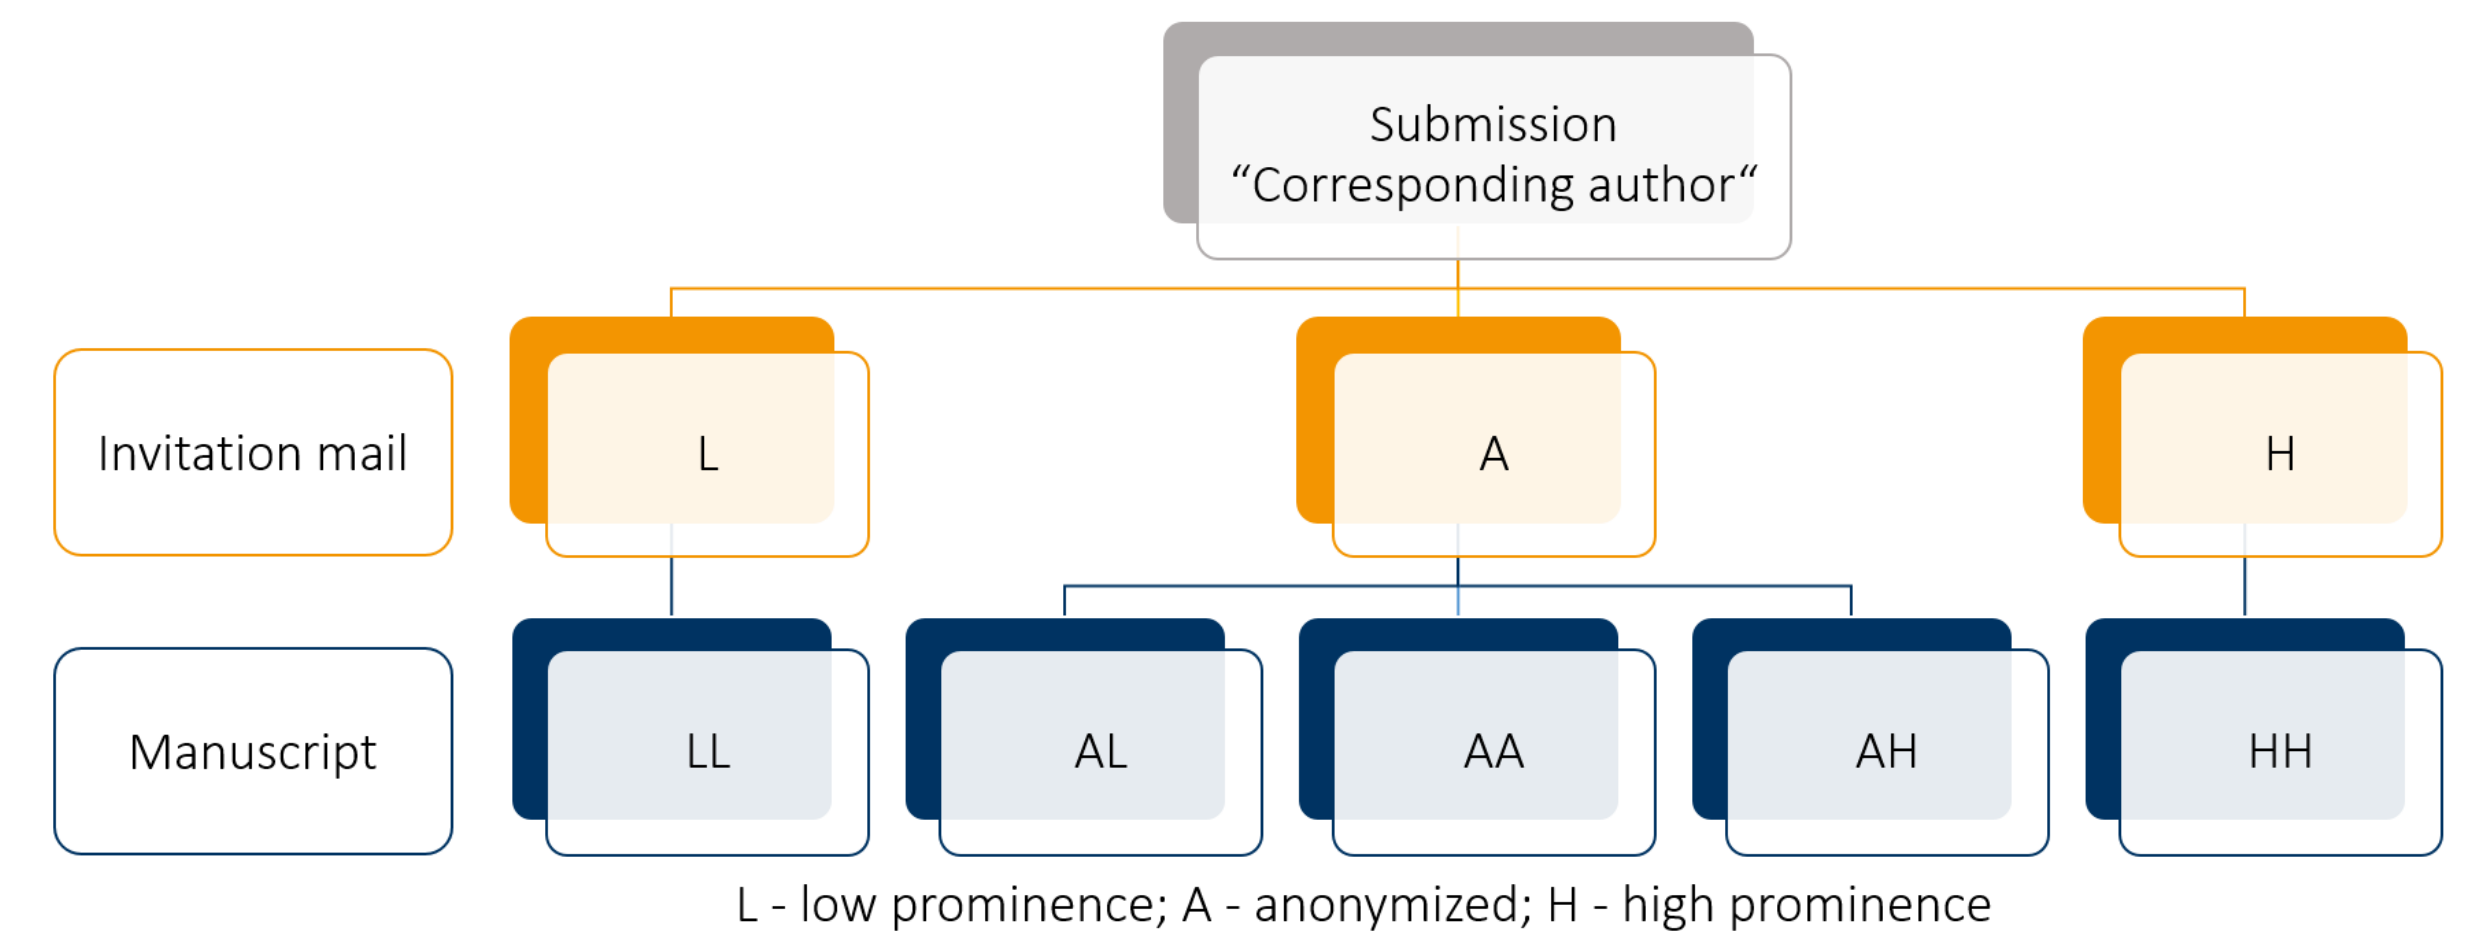 Submission
“Corresponding author“
Invitation mail
L
A
H
Manuscript
LL
AL
AA
AH
HH
L - low prominence; A - anonymized; H - high prominence